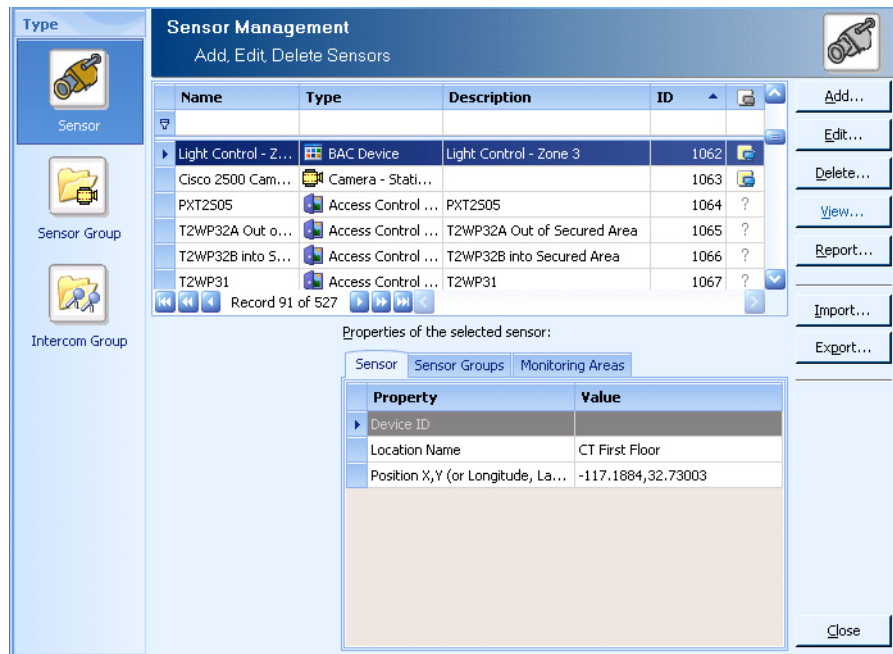 Type
Sensor
Sensor Group
Intercom Group
Sensor Management
Add, Edit, Delete Sensors
Name Type Description ID
Light Control - Z... BAC Device Light Control - Zone 3 1062
Cisco 2500 Cam... Camera - Stati... 1063
PXT2S05 Access Control ... PXT2S05 1064 ?
T2WP32A Out o... Access Control ... T2WP32A Out of Secured Area 1065 ?
T2WP32B into S... Access Control ... T2WP32B into Secured Area 1066 ?
T2WP31 Access Control ... T2WP31 1067 ?
Record 91 of 527
Properties of the selected sensor:
Sensor Sensor Groups Monitoring Areas
Property Value
Device ID
Location Name CT First Floor
Position X,Y (or Longitude, La... -117.1884,32.73003
Add...
Edit...
Delete...
View...
Report...
Import...
Export...
Close